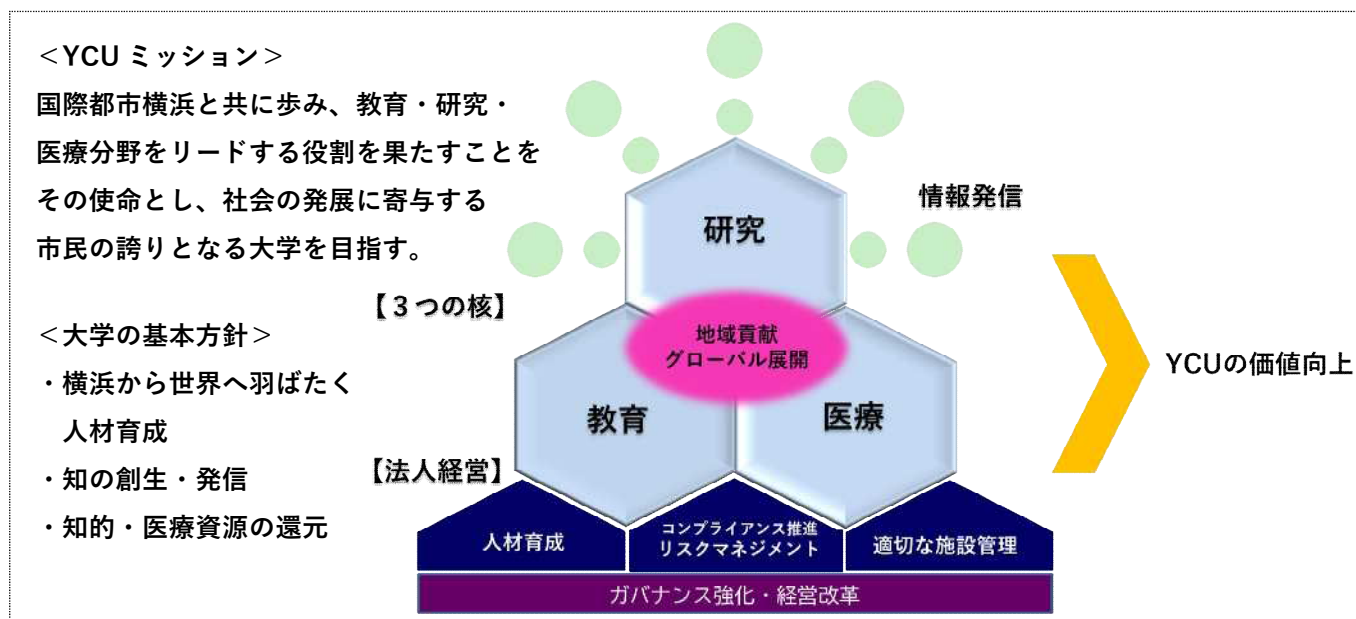 ＜YCU ミッション＞
国際都市横浜と共に歩み、教育・研究・
医療分野をリードする役割を果たすことを
その使命とし、社会の発展に寄与する
市民の誇りとなる大学を目指す。
＜大学の基本方針＞
・横浜から世界へ羽ばたく
人材育成
・知の創生・発信
・知的・医療資源の還元
情報発信
研究
【３つの核】
地域貢献
グローバル展開
教育
医療
【法人経営】
人材育成
コンプライアンス推進
リスクマネジメント
適切な施設管理
ガバナンス強化・経営改革
YCUの価値向上